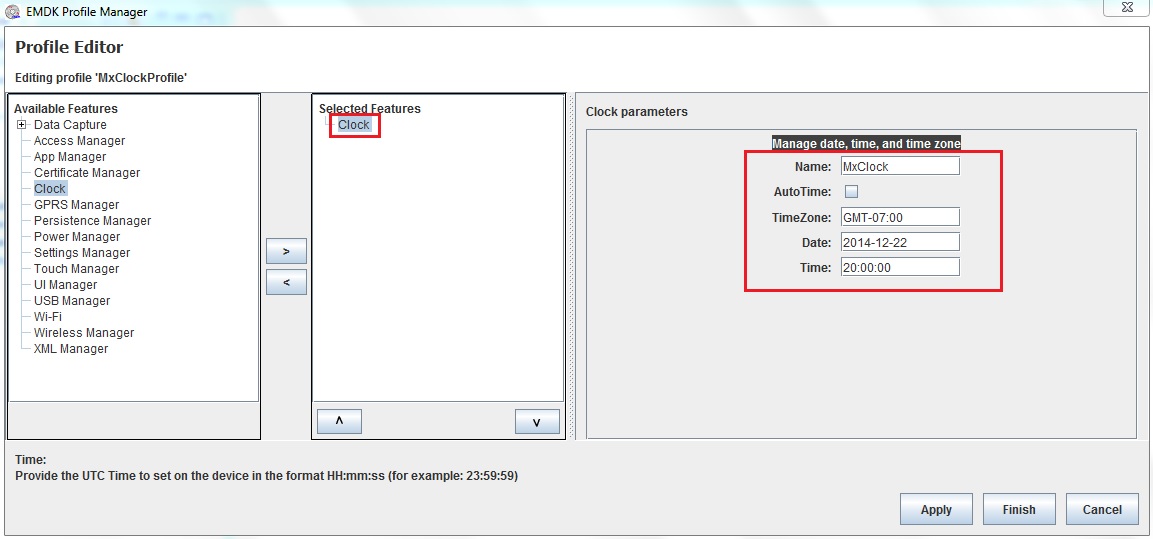 EMDK Profile Manager
Profile Editor
Editing profile 'MxClockProfile'
Available Features
Data Capture
Access Manager
App Manager
Certificate Manager
Clock
GPRS Manager
Persistence Manager
Power Manager
Settings Manager
Touch Manager
UI Manager
USB Manager
Wi-Fi
Wireless Manager
XML Manager
>
<
Selected Features
Clock
Clock parameters
Manage date, time, and time zone
Name: MxClock
AutoTime:
TimeZone: GMT-07:00
Date: 2014-12-22
Time: 20:00:00
Time:
Provide the UTC Time to set on the device in the format HH:mm:ss (for example: 23:59:59)
Apply Finish Cancel